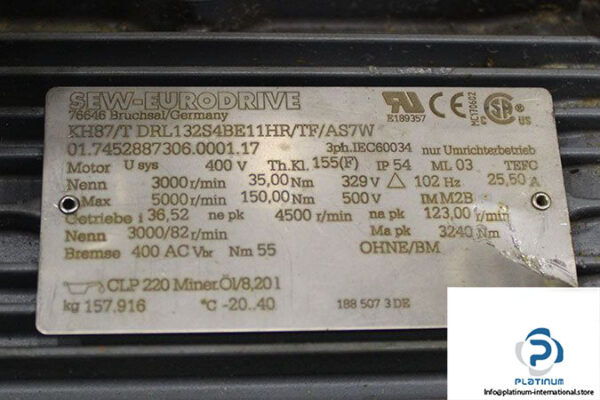 SEW-EURODRIVE
76646 Bruchsal/Germany
E189357
MC170602
KH87/T DRL132S4BE11HR/TF/AS7W
01.7452887306.0001.17 3ph.IEC60034 nur Umrichterbetrieb
Motor U sys 400 V Th.Kl. 155(F) IP 54 ML 03 TEFC
Nenn 3000 r/min 35,00 Nm 329 V △ 102 Hz 25,50 A
Max 5000 r/min 150,00 Nm 500 V IM M2B
Getriebe i 36,52 ne pk 4500 r/min na pk 123,00 r/min
Nenn 3000/82 r/min Ma pk 3240 Nm
Bremse 400 AC Vbr Nm 55 OHNE/BM
CLP 220 Miner.Öl/8,20 l
kg 157.916 °C -20..40 188 507 3 DE
PLATINUM
platinum-international.store